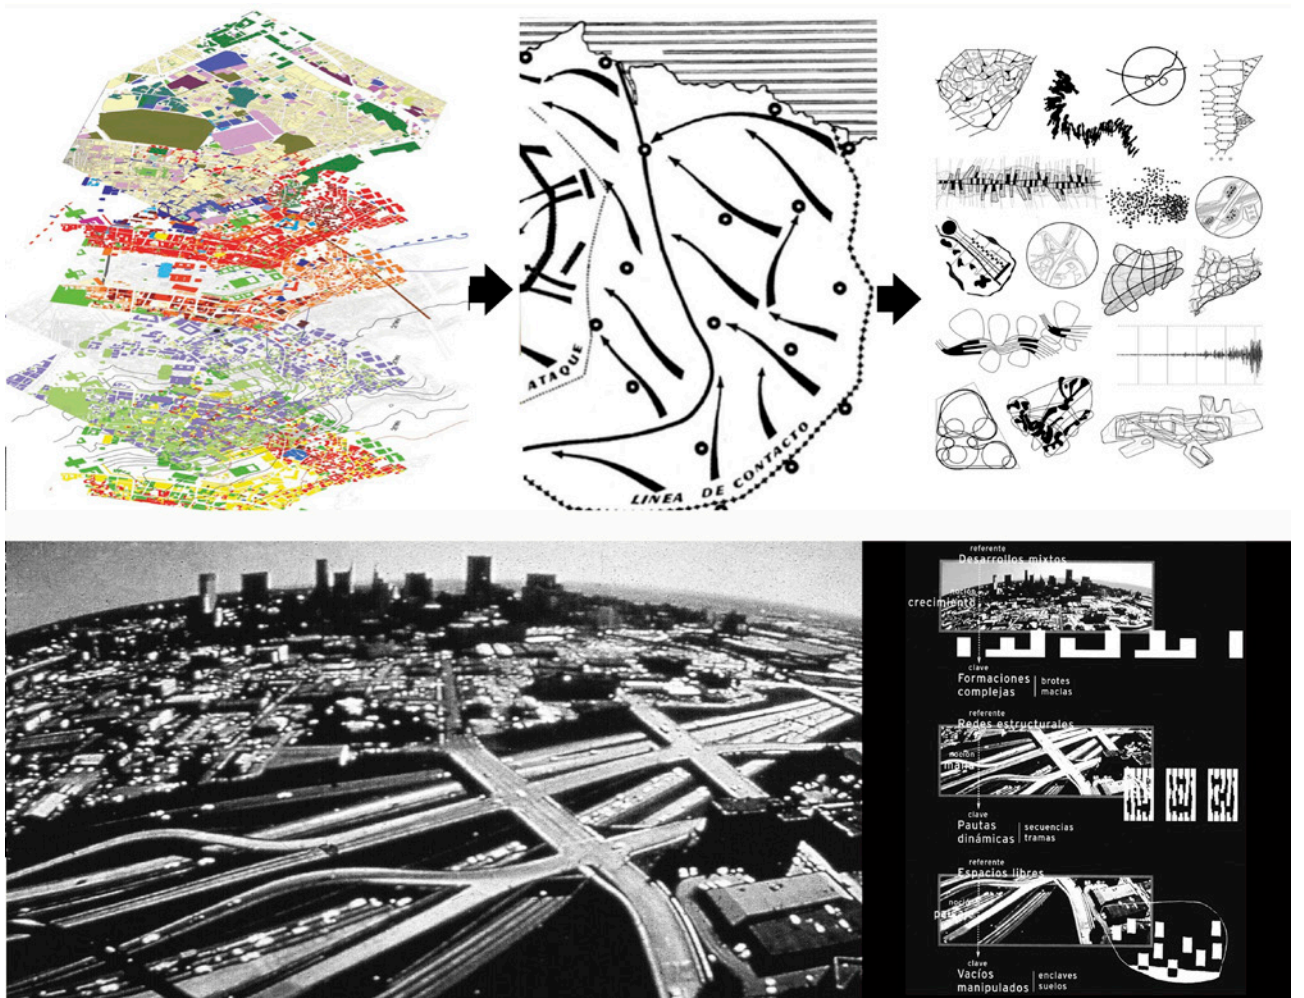 ATAQUE
LINEA DE CONTACTO
referente
Desarrollos mixtos
noción
crecimiento
clave
Formaciones
complejas
brotes
macias
referente
Redes estructurales
noción
malla
clave
Pautas
dinámicas
secuencias
tramas
referente
Espacios libres
noción
paisaje
clave
Vacíos
manipulados
enclaves
suelos